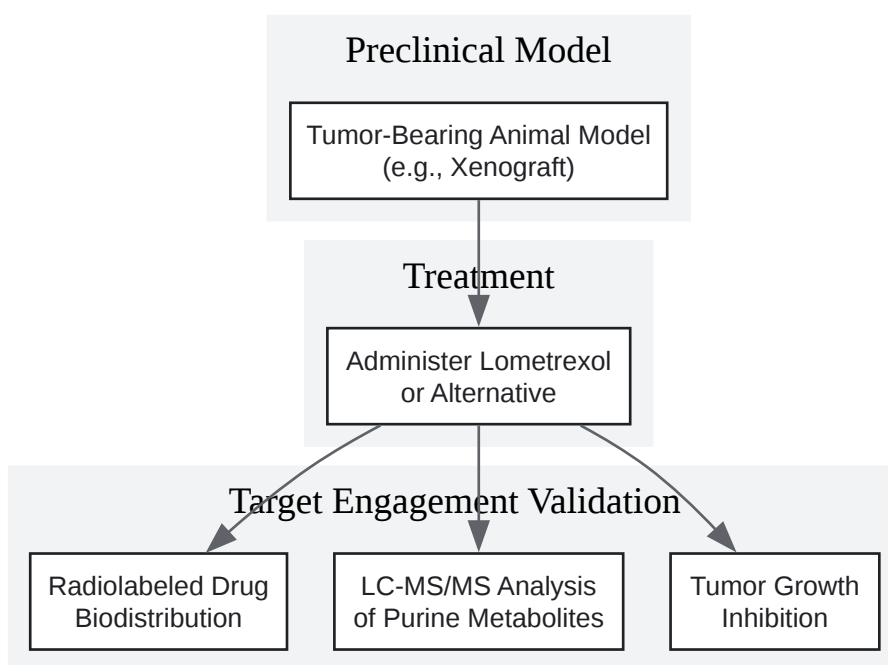 Preclinical Model
Tumor-Bearing Animal Model
(e.g., Xenograft)
Treatment
Administer Lometrexol
or Alternative
Target Engagement Validation
Radiolabeled Drug
Biodistribution
LC-MS/MS Analysis
of Purine Metabolites
Tumor Growth
Inhibition